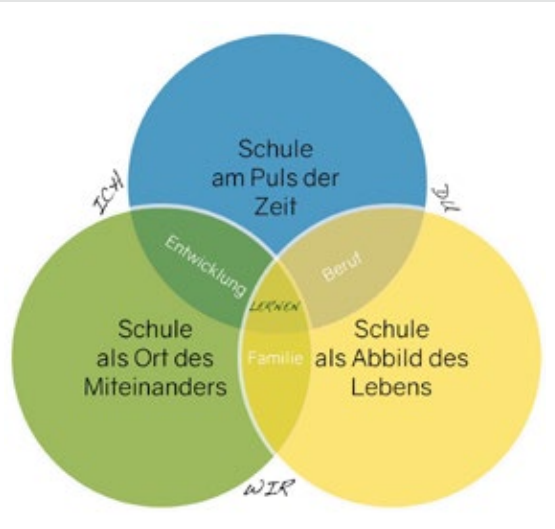 Schule
am Puls der
Zeit
ICH
DU
Entwicklung
Beruf
LERNEN
Schule
als Ort des
Miteinanders
Familie
Schule
als Abbild des
Lebens
WIR